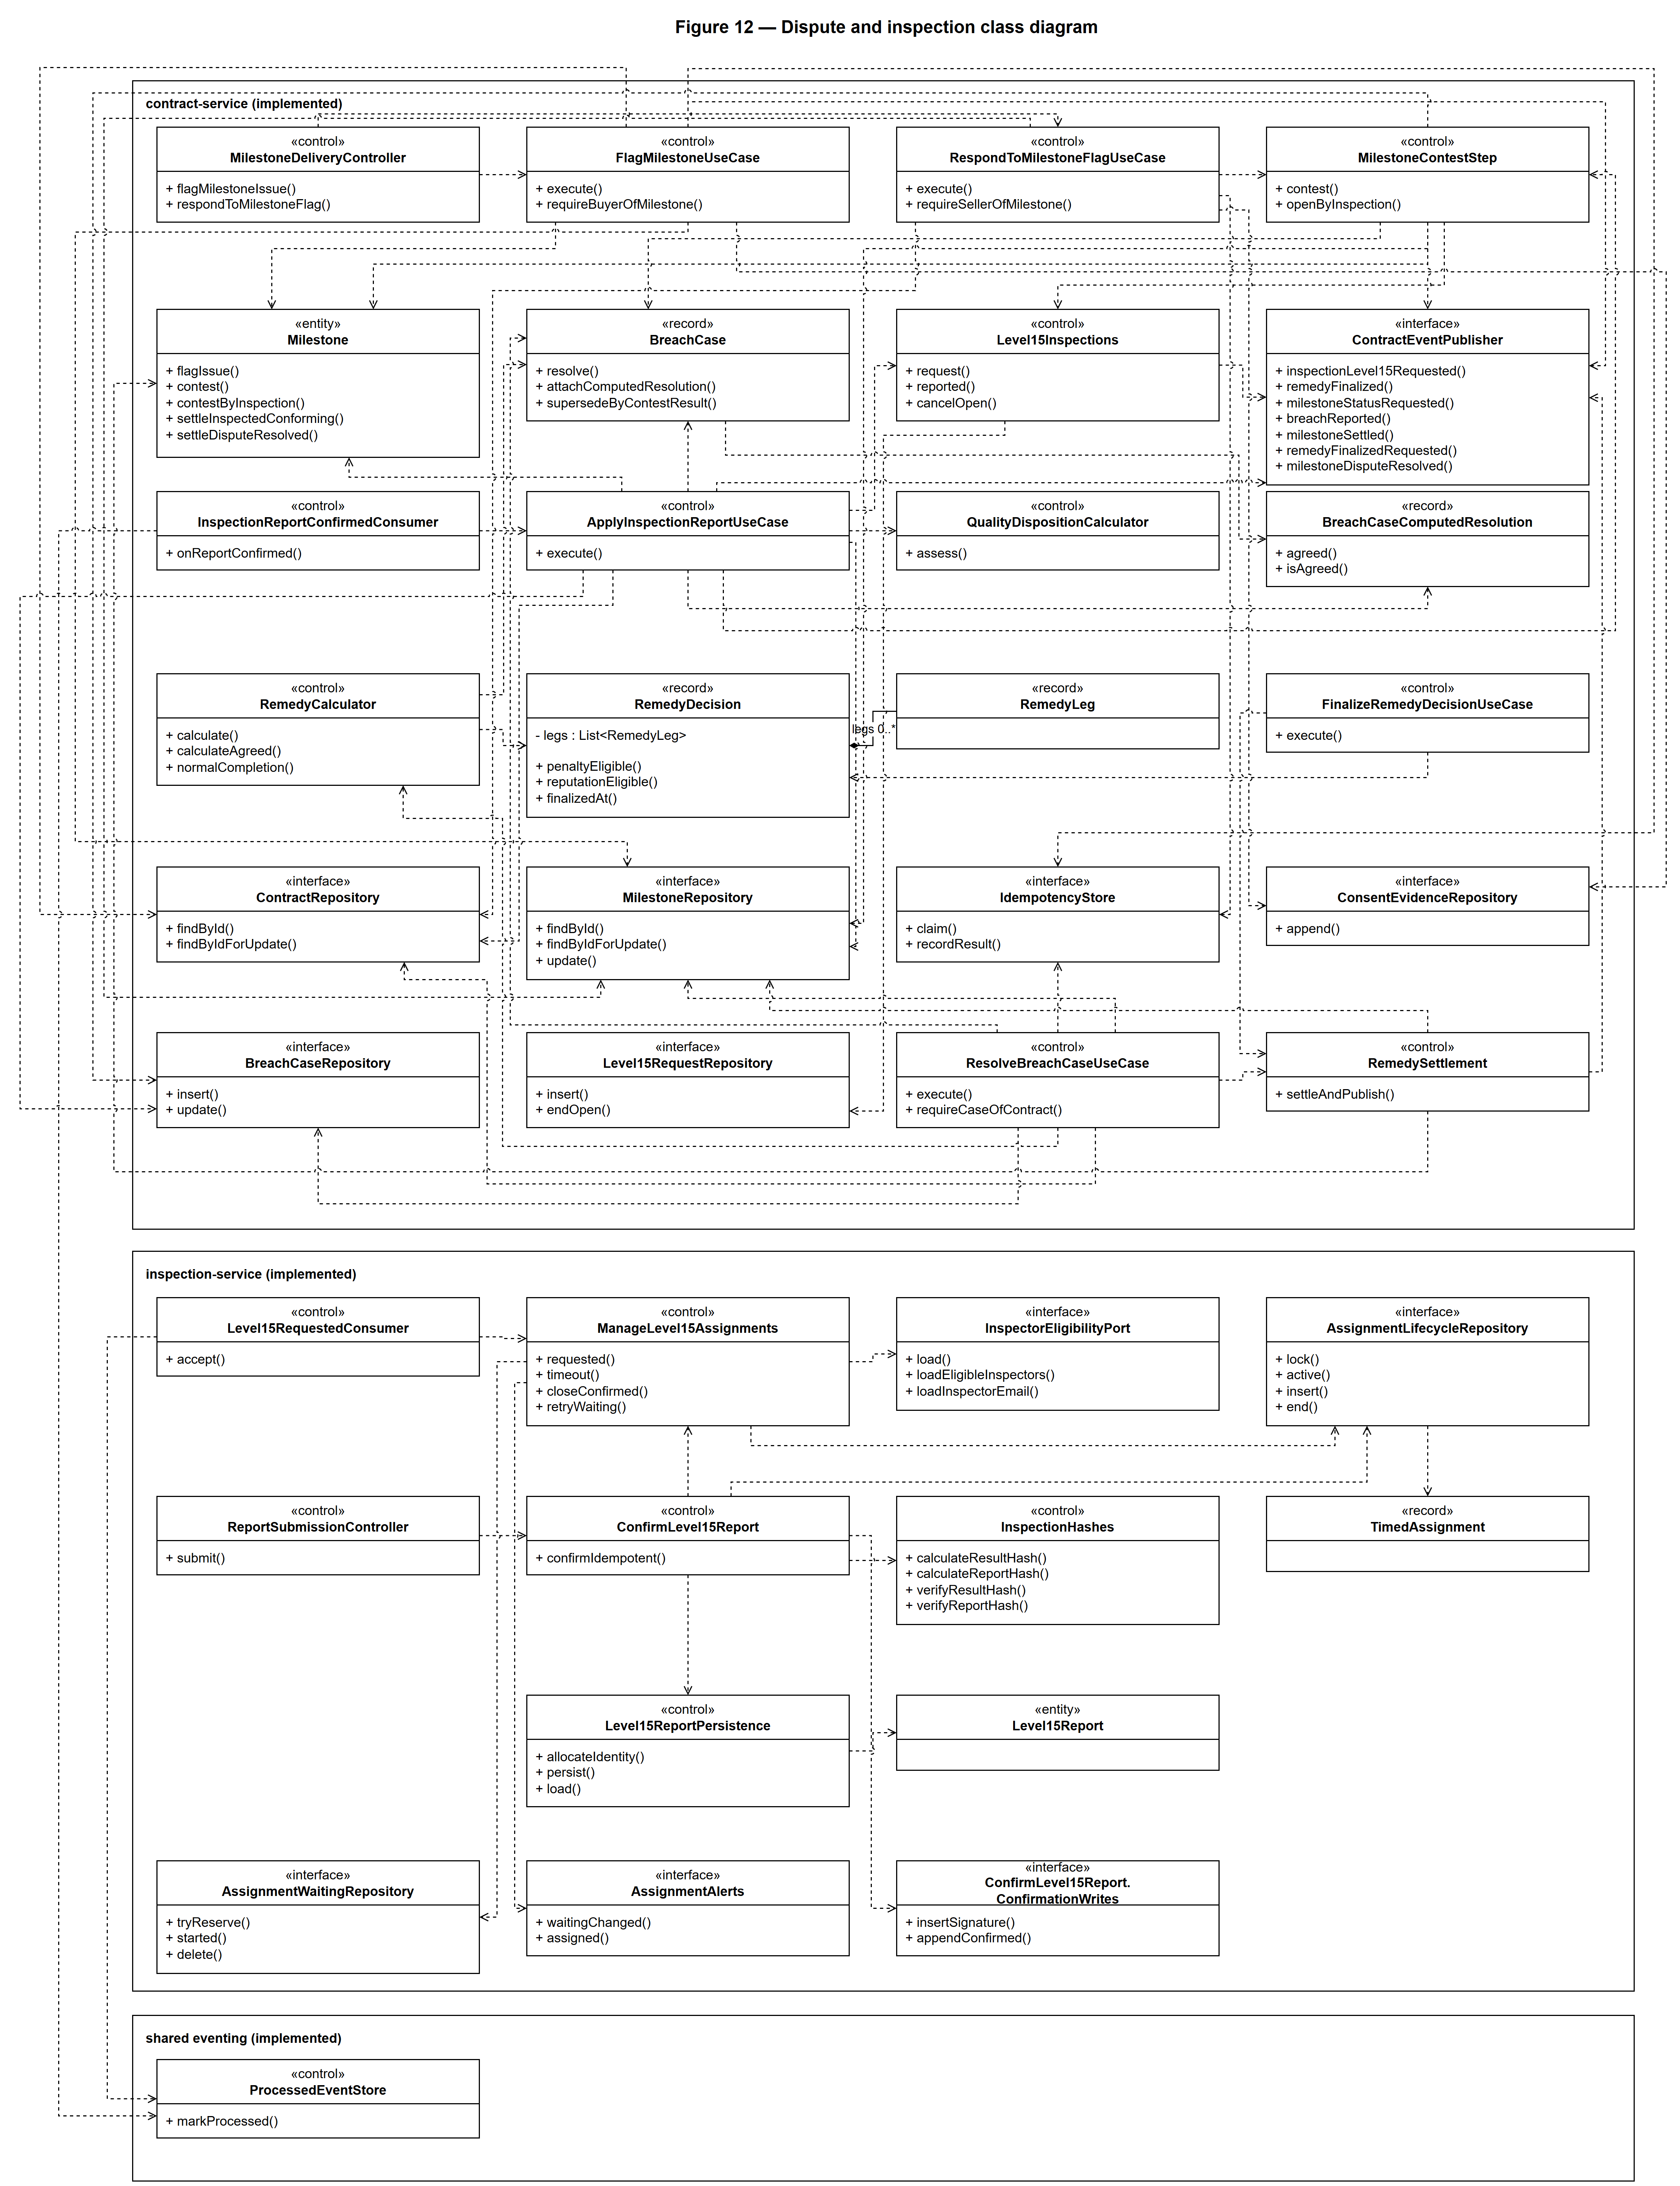 Figure 12 — Dispute and inspection class diagram
contract-service (implemented)
«control»
MilestoneDeliveryController
+ flagMilestoneIssue()
+ respondToMilestoneFlag()
«control»
FlagMilestoneUseCase
+ execute()
+ requireBuyerOfMilestone()
«control»
RespondToMilestoneFlagUseCase
+ execute()
+ requireSellerOfMilestone()
«control»
MilestoneContestStep
+ contest()
+ openByInspection()
«entity»
Milestone
+ flagIssue()
+ contest()
+ contestByInspection()
+ settleInspectedConforming()
+ settleDisputeResolved()
«record»
BreachCase
+ resolve()
+ attachComputedResolution()
+ supersedeByContestResult()
«control»
Level15Inspections
+ request()
+ reported()
+ cancelOpen()
«interface»
ContractEventPublisher
+ inspectionLevel15Requested()
+ remedyFinalized()
+ milestoneStatusRequested()
+ breachReported()
+ milestoneSettled()
+ remedyFinalizedRequested()
+ milestoneDisputeResolved()
«control»
InspectionReportConfirmedConsumer
+ onReportConfirmed()
«control»
ApplyInspectionReportUseCase
+ execute()
«control»
QualityDispositionCalculator
+ assess()
«record»
BreachCaseComputedResolution
+ agreed()
+ isAgreed()
«control»
RemedyCalculator
+ calculate()
+ calculateAgreed()
+ normalCompletion()
«record»
RemedyDecision
- legs : List<RemedyLeg>
+ penaltyEligible()
+ reputationEligible()
+ finalizedAt()
legs 0..*
«record»
RemedyLeg
«control»
FinalizeRemedyDecisionUseCase
+ execute()
«interface»
ContractRepository
+ findById()
+ findByIdForUpdate()
«interface»
MilestoneRepository
+ findById()
+ findByIdForUpdate()
+ update()
«interface»
IdempotencyStore
+ claim()
+ recordResult()
«interface»
ConsentEvidenceRepository
+ append()
«interface»
BreachCaseRepository
+ insert()
+ update()
«interface»
Level15RequestRepository
+ insert()
+ endOpen()
«control»
ResolveBreachCaseUseCase
+ execute()
+ requireCaseOfContract()
«control»
RemedySettlement
+ settleAndPublish()
inspection-service (implemented)
«control»
Level15RequestedConsumer
+ accept()
«control»
ManageLevel15Assignments
+ requested()
+ timeout()
+ closeConfirmed()
+ retryWaiting()
«interface»
InspectorEligibilityPort
+ load()
+ loadEligibleInspectors()
+ loadInspectorEmail()
«interface»
AssignmentLifecycleRepository
+ lock()
+ active()
+ insert()
+ end()
«control»
ReportSubmissionController
+ submit()
«control»
ConfirmLevel15Report
+ confirmIdempotent()
«control»
InspectionHashes
+ calculateResultHash()
+ calculateReportHash()
+ verifyResultHash()
+ verifyReportHash()
«record»
TimedAssignment
«control»
Level15ReportPersistence
+ allocateIdentity()
+ persist()
+ load()
«entity»
Level15Report
«interface»
AssignmentWaitingRepository
+ tryReserve()
+ started()
+ delete()
«interface»
AssignmentAlerts
+ waitingChanged()
+ assigned()
«interface»
ConfirmLevel15Report.
ConfirmationWrites
+ insertSignature()
+ appendConfirmed()
shared eventing (implemented)
«control»
ProcessedEventStore
+ markProcessed()